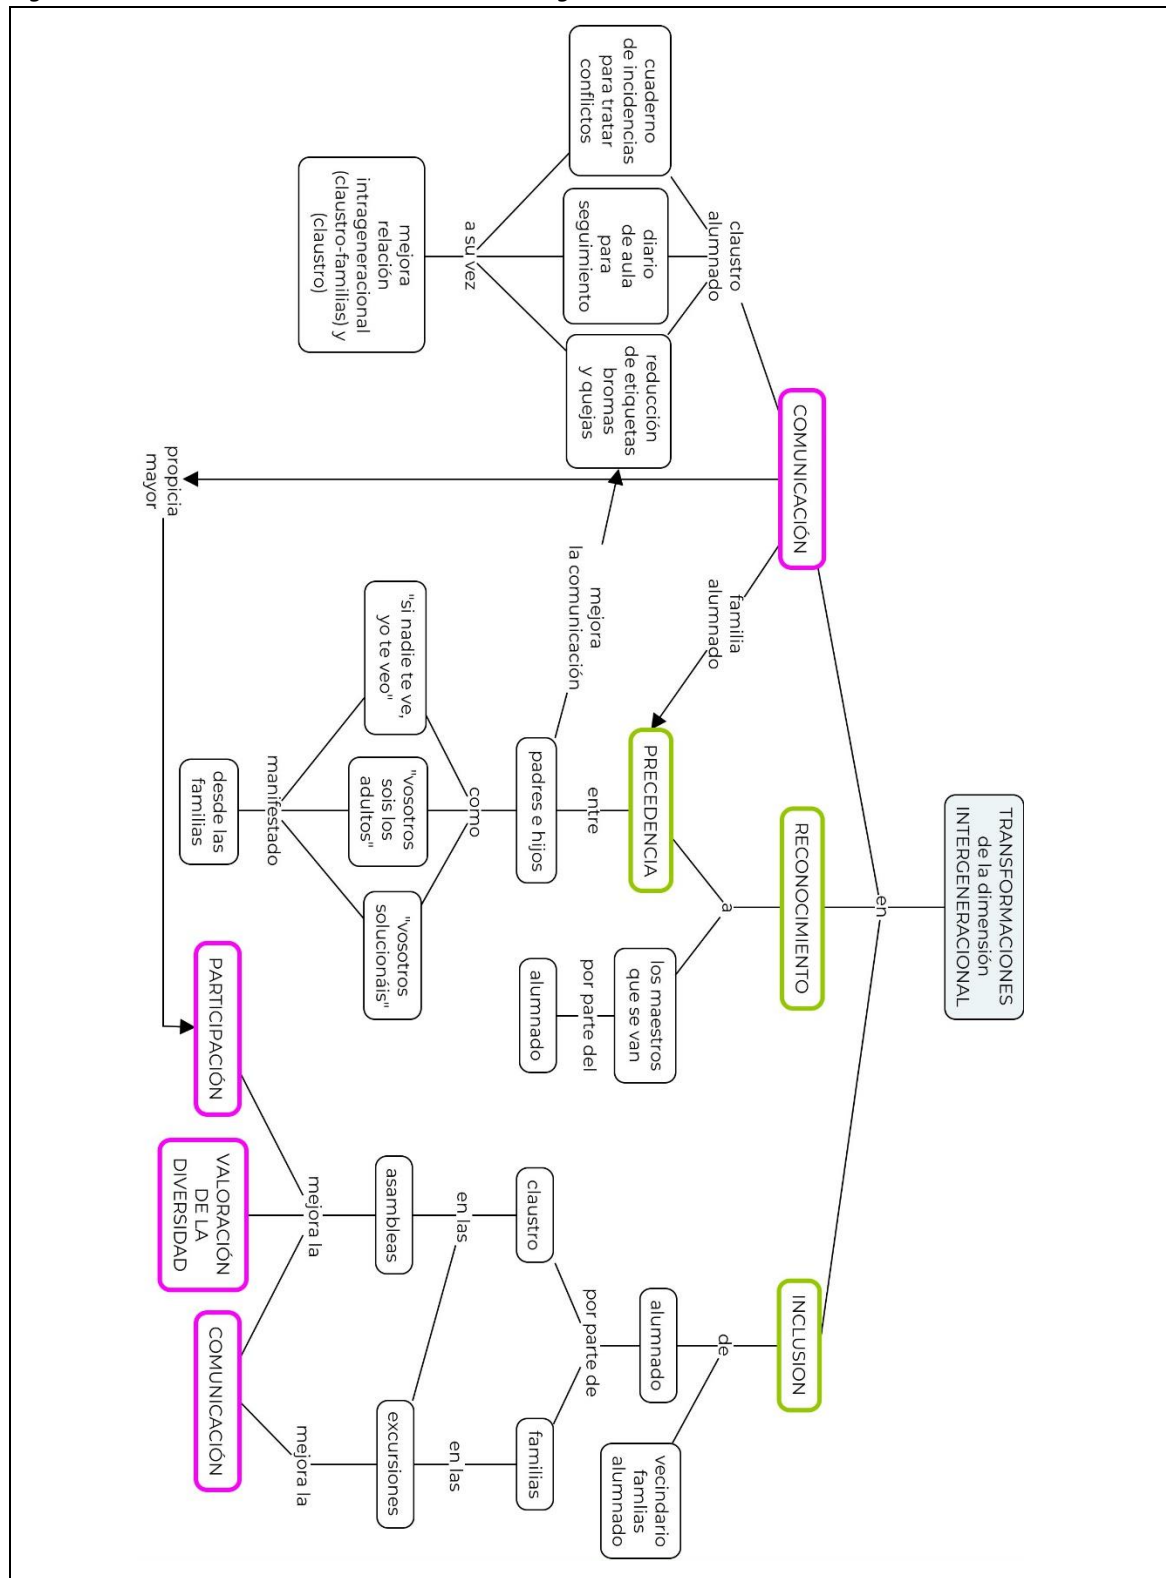 TRANSFORMACIONES
de la dimensión
INTERGENERACIONAL
en
COMUNICACIÓN
RECONOCIMIENTO
INCLUSION
claustro
alumnado
familia
alumnado
a
de
cuaderno
de incidencias
para tratar
conflictos
diario
de aula
para
seguimiento
reducción
de etiquetas
bromas
y quejas
a su vez
mejora
relación
intrageneracional
(claustro-familias) y
(claustro)
propicia
mayor
PRECEDENCIA
entre
padres e hijos
mejora
la comunicación
como
"si nadie te ve,
yo te veo"
"vosotros
sois los
adultos"
"vosotros
solucionáis"
manifestado
desde las
familias
los maestros
que se van
por parte del
alumnado
alumnado
vecindario
famlias
alumnado
por parte de
claustro
familias
en las
en las
asambleas
excursiones
mejora la
mejora la
PARTICIPACIÓN
VALORACIÓN
DE LA
DIVERSIDAD
COMUNICACIÓN